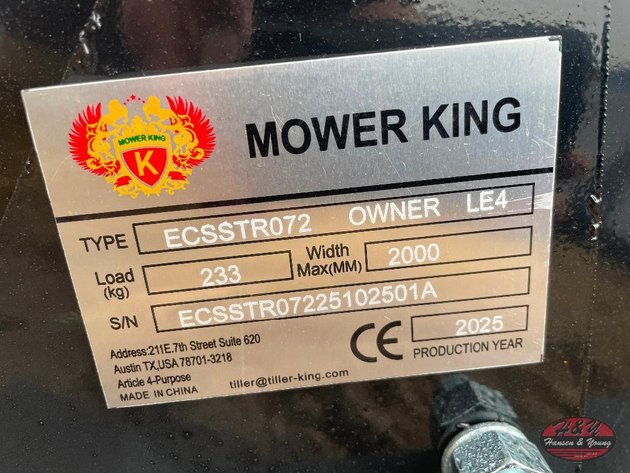 MOWER KING
K
MOWER KING
TYPE ECSSTR072 OWNER LE4
Load (kg) 233 Width Max(MM) 2000
S/N ECSSTR07225102501A
Address:211E.7th Street Suite 620
Austin TX,USA 78701-3218
Article 4-Purpose
MADE IN CHINA
tiller@tiller-king.com
CE
2025
PRODUCTION YEAR
H&Y
Hansen & Young